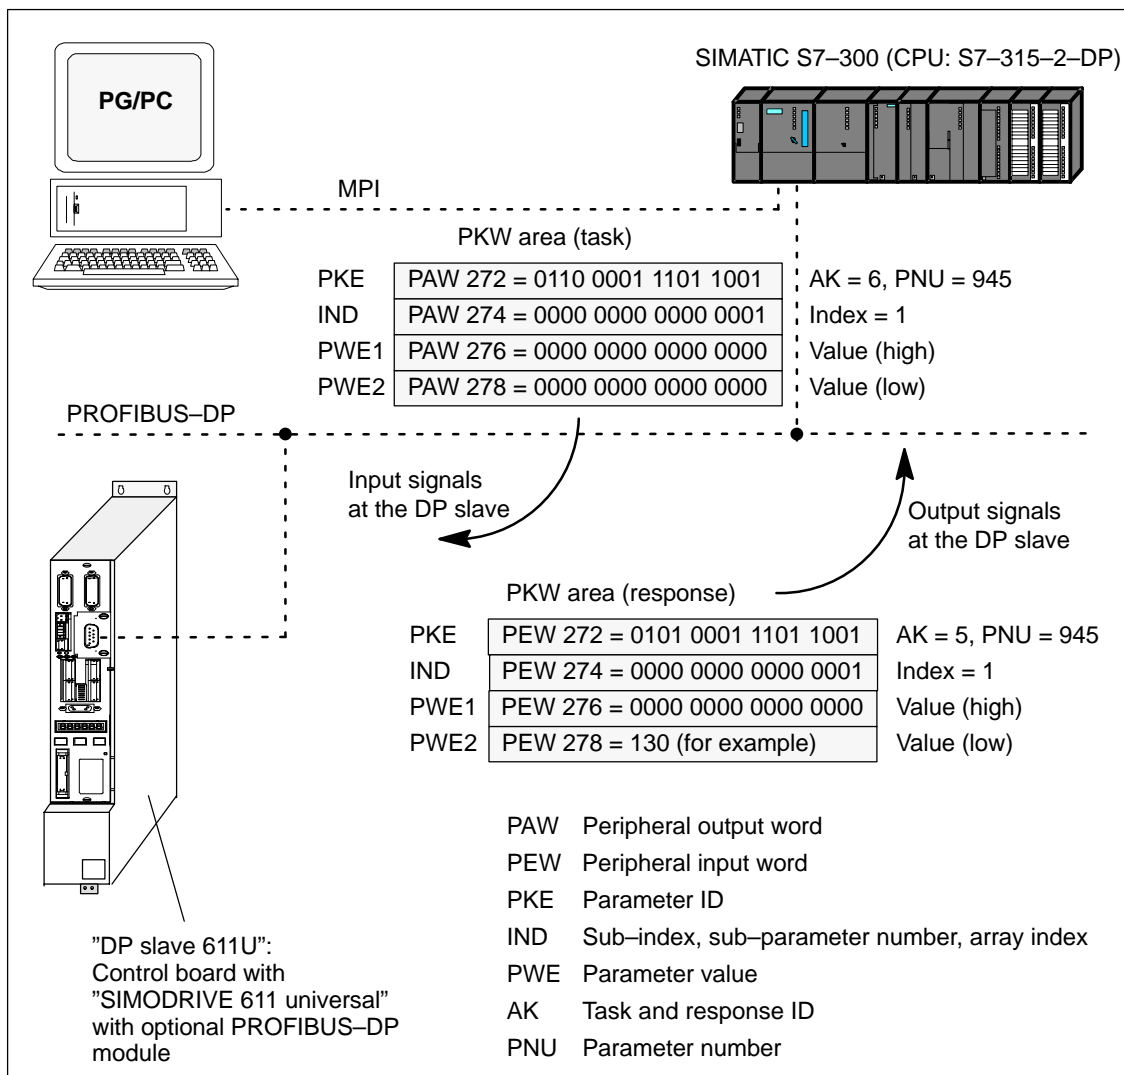 SIMATIC S7–300 (CPU: S7–315–2–DP)
PG/PC
MPI
PKW area (task)
PKE PAW 272 = 0110 0001 1101 1001 AK = 6, PNU = 945
IND PAW 274 = 0000 0000 0000 0001 Index = 1
PWE1 PAW 276 = 0000 0000 0000 0000 Value (high)
PWE2 PAW 278 = 0000 0000 0000 0000 Value (low)
PROFIBUS–DP
Input signals
at the DP slave
Output signals
at the DP slave
PKW area (response)
PKE PEW 272 = 0101 0001 1101 1001 AK = 5, PNU = 945
IND PEW 274 = 0000 0000 0000 0001 Index = 1
PWE1 PEW 276 = 0000 0000 0000 0000 Value (high)
PWE2 PEW 278 = 130 (for example) Value (low)
PAW Peripheral output word
PEW Peripheral input word
PKE Parameter ID
IND Sub–index, sub–parameter number, array index
PWE Parameter value
AK Task and response ID
PNU Parameter number
”DP slave 611U”:
Control board with
”SIMODRIVE 611 universal”
with optional PROFIBUS–DP
module